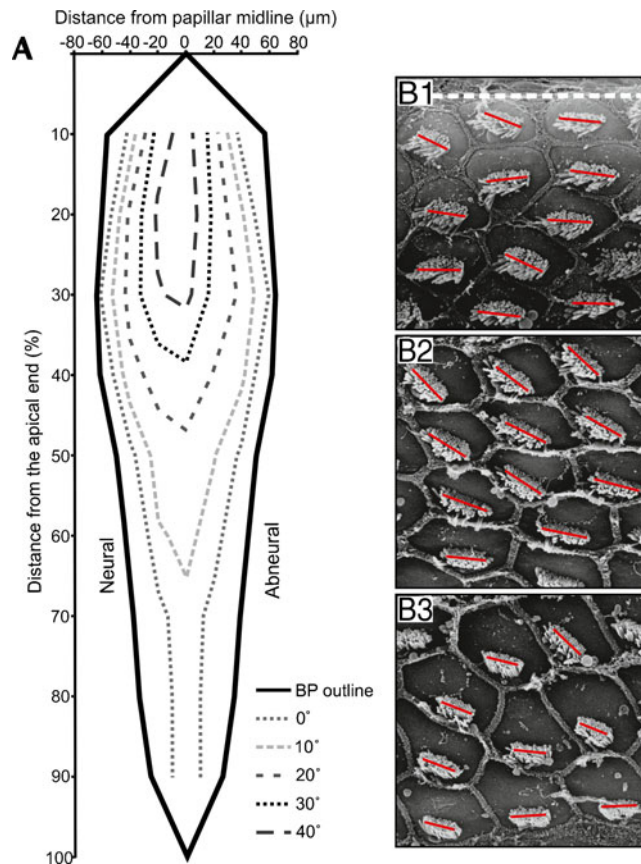 Distance from papillar midline (μm)
A
-80 -60 -40 -20 0 20 40 60 80
Distance from the apical end (%)
10
20
30
40
50
60
70
80
90
100
Neural
Abneural
BP outline
0°
10°
20°
30°
40°
B1
B2
B3